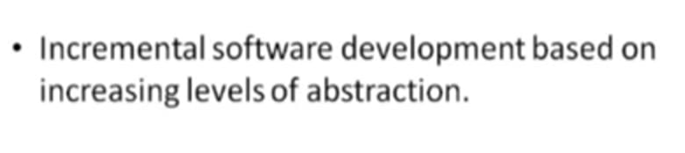 • Incremental software development based on
increasing levels of abstraction.